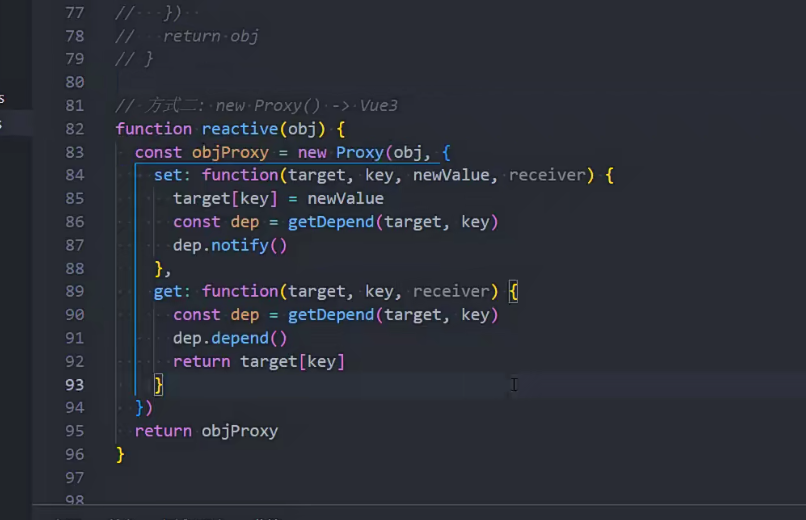 s
s
77 //   })
78 //   return obj
79 // }
80
81 // 方式二: new Proxy() -> Vue3
82 function reactive(obj) {
83   const objProxy = new Proxy(obj, {
84     set: function(target, key, newValue, receiver) {
85       target[key] = newValue
86       const dep = getDepend(target, key)
87       dep.notify()
88     },
89     get: function(target, key, receiver) {
90       const dep = getDepend(target, key)
91       dep.depend()
92       return target[key]
93     }
94   })
95   return objProxy
96 }
97
98